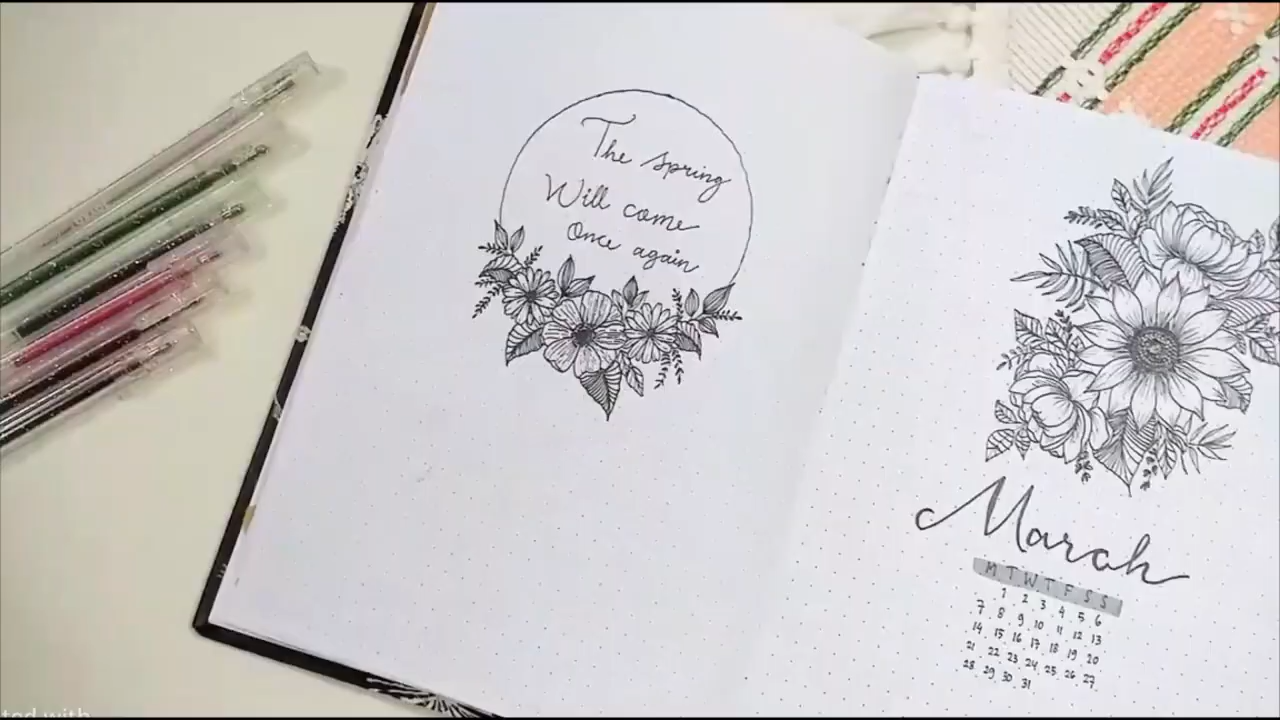 The spring
Will come
Once again
March
M T W T F S S
1 2 3 4 5 6
7 8 9 10 11 12 13
14 15 16 17 18 19 20
21 22 23 24 25 26 27
28 29 30 31